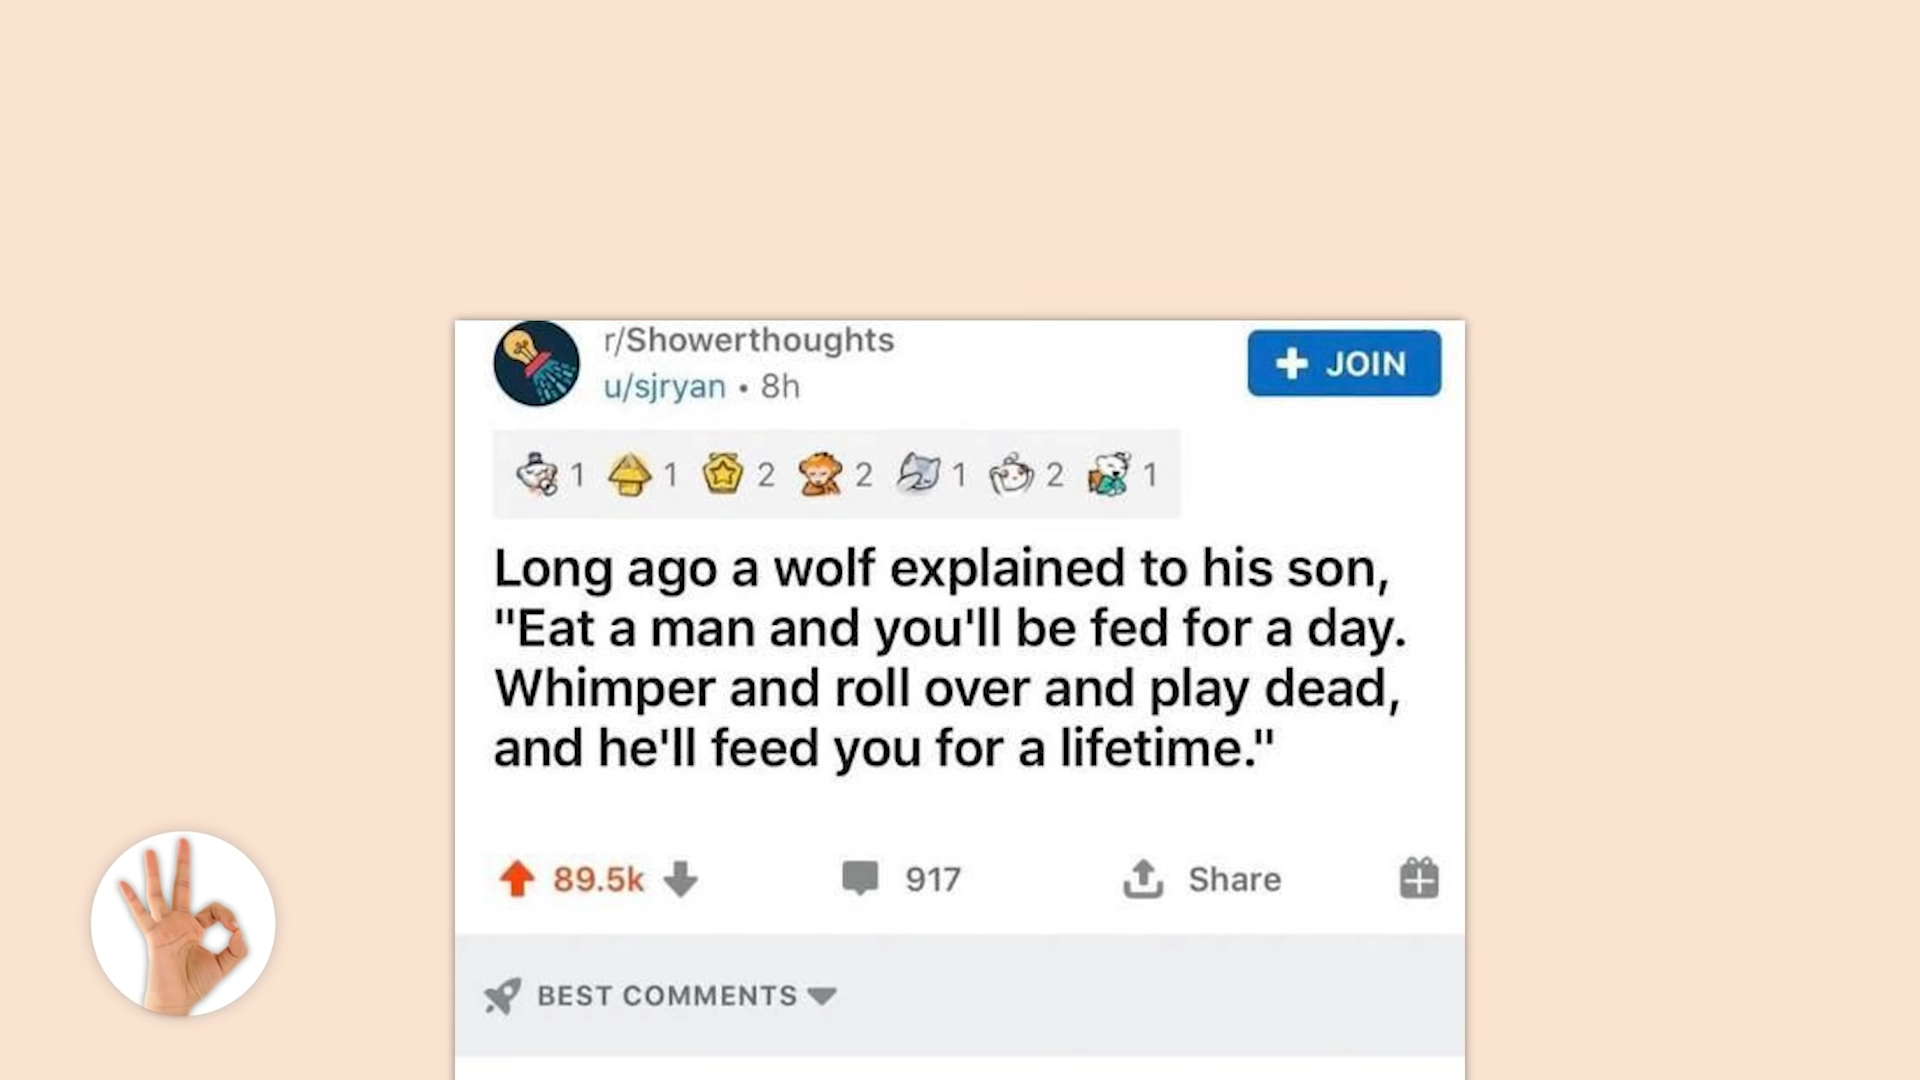 r/Showerthoughts
u/sjryan • 8h
JOIN
1 1 2 2 1 2 1
Long ago a wolf explained to his son,
"Eat a man and you'll be fed for a day.
Whimper and roll over and play dead,
and he'll feed you for a lifetime."
89.5k 917 Share
BEST COMMENTS